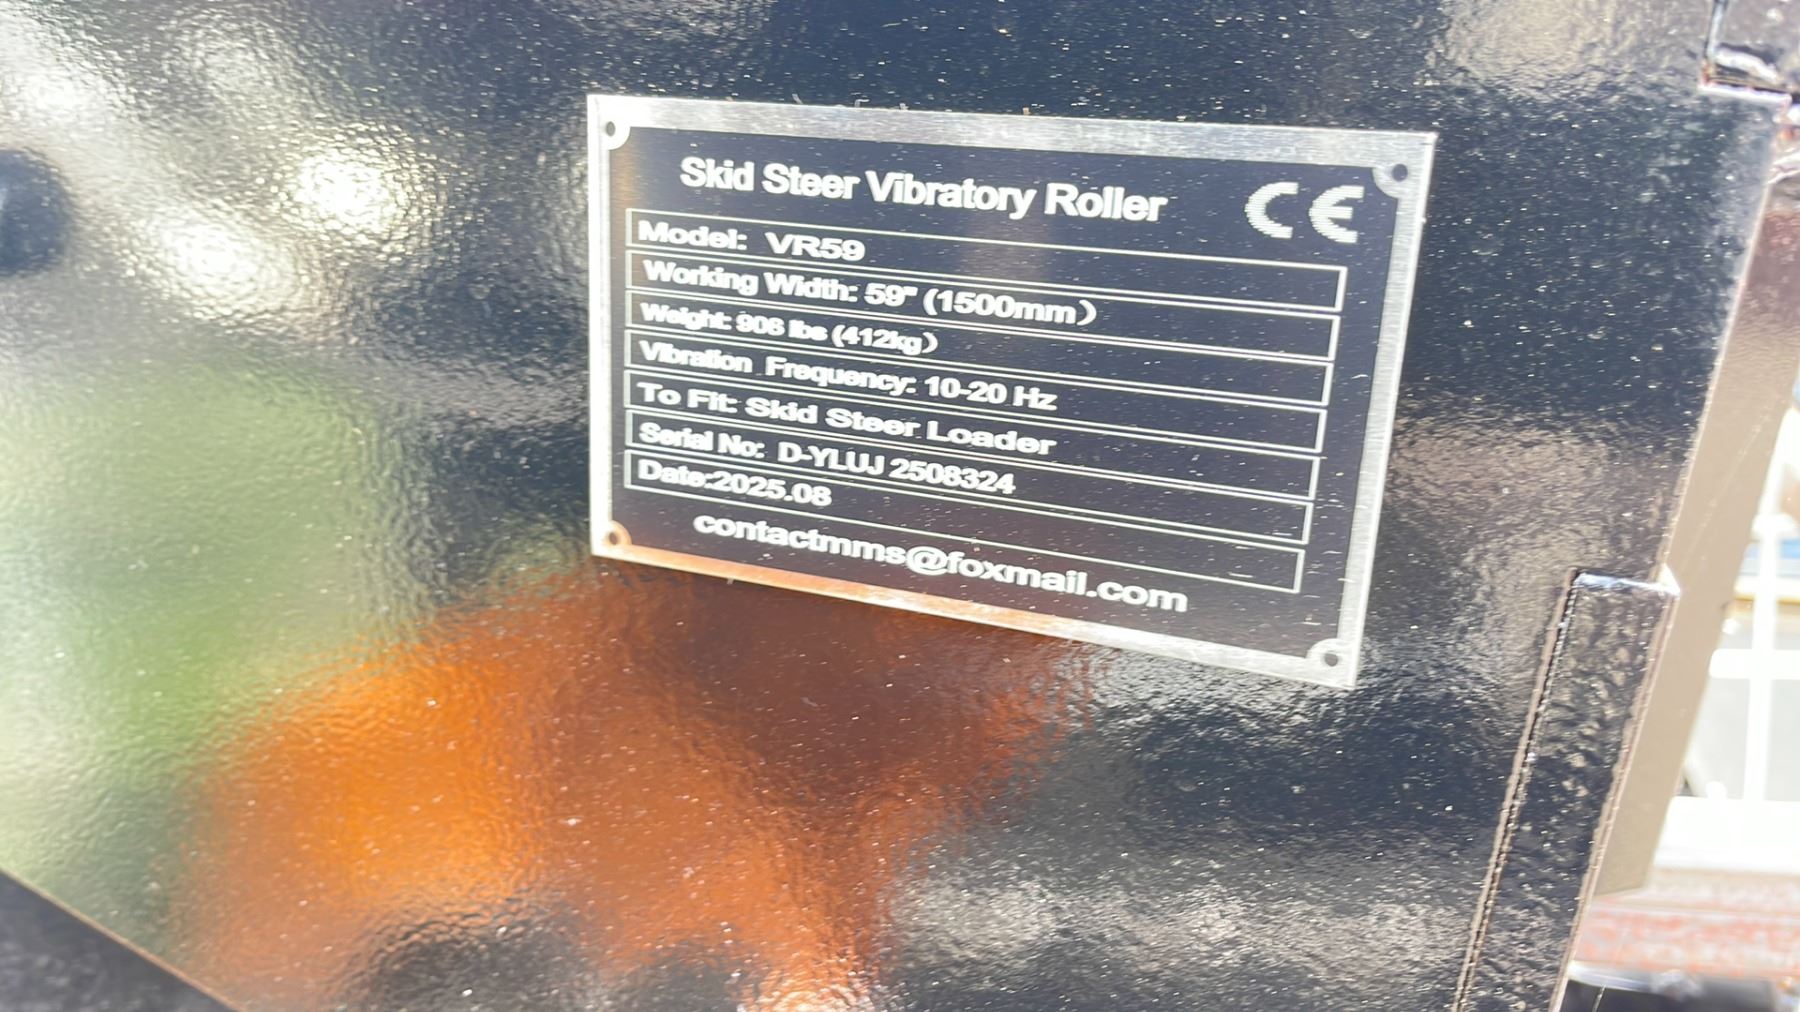 Skid Steer Vibratory Roller CE
Model: VR59
Working Width: 59" (1500mm)
Weight: 908 lbs (412kg)
Vibration Frequency: 10-20 Hz
To Fit: Skid Steer Loader
Serial No: D-YLUJ 2508324
Date:2025.08
contactmms@foxmail.com